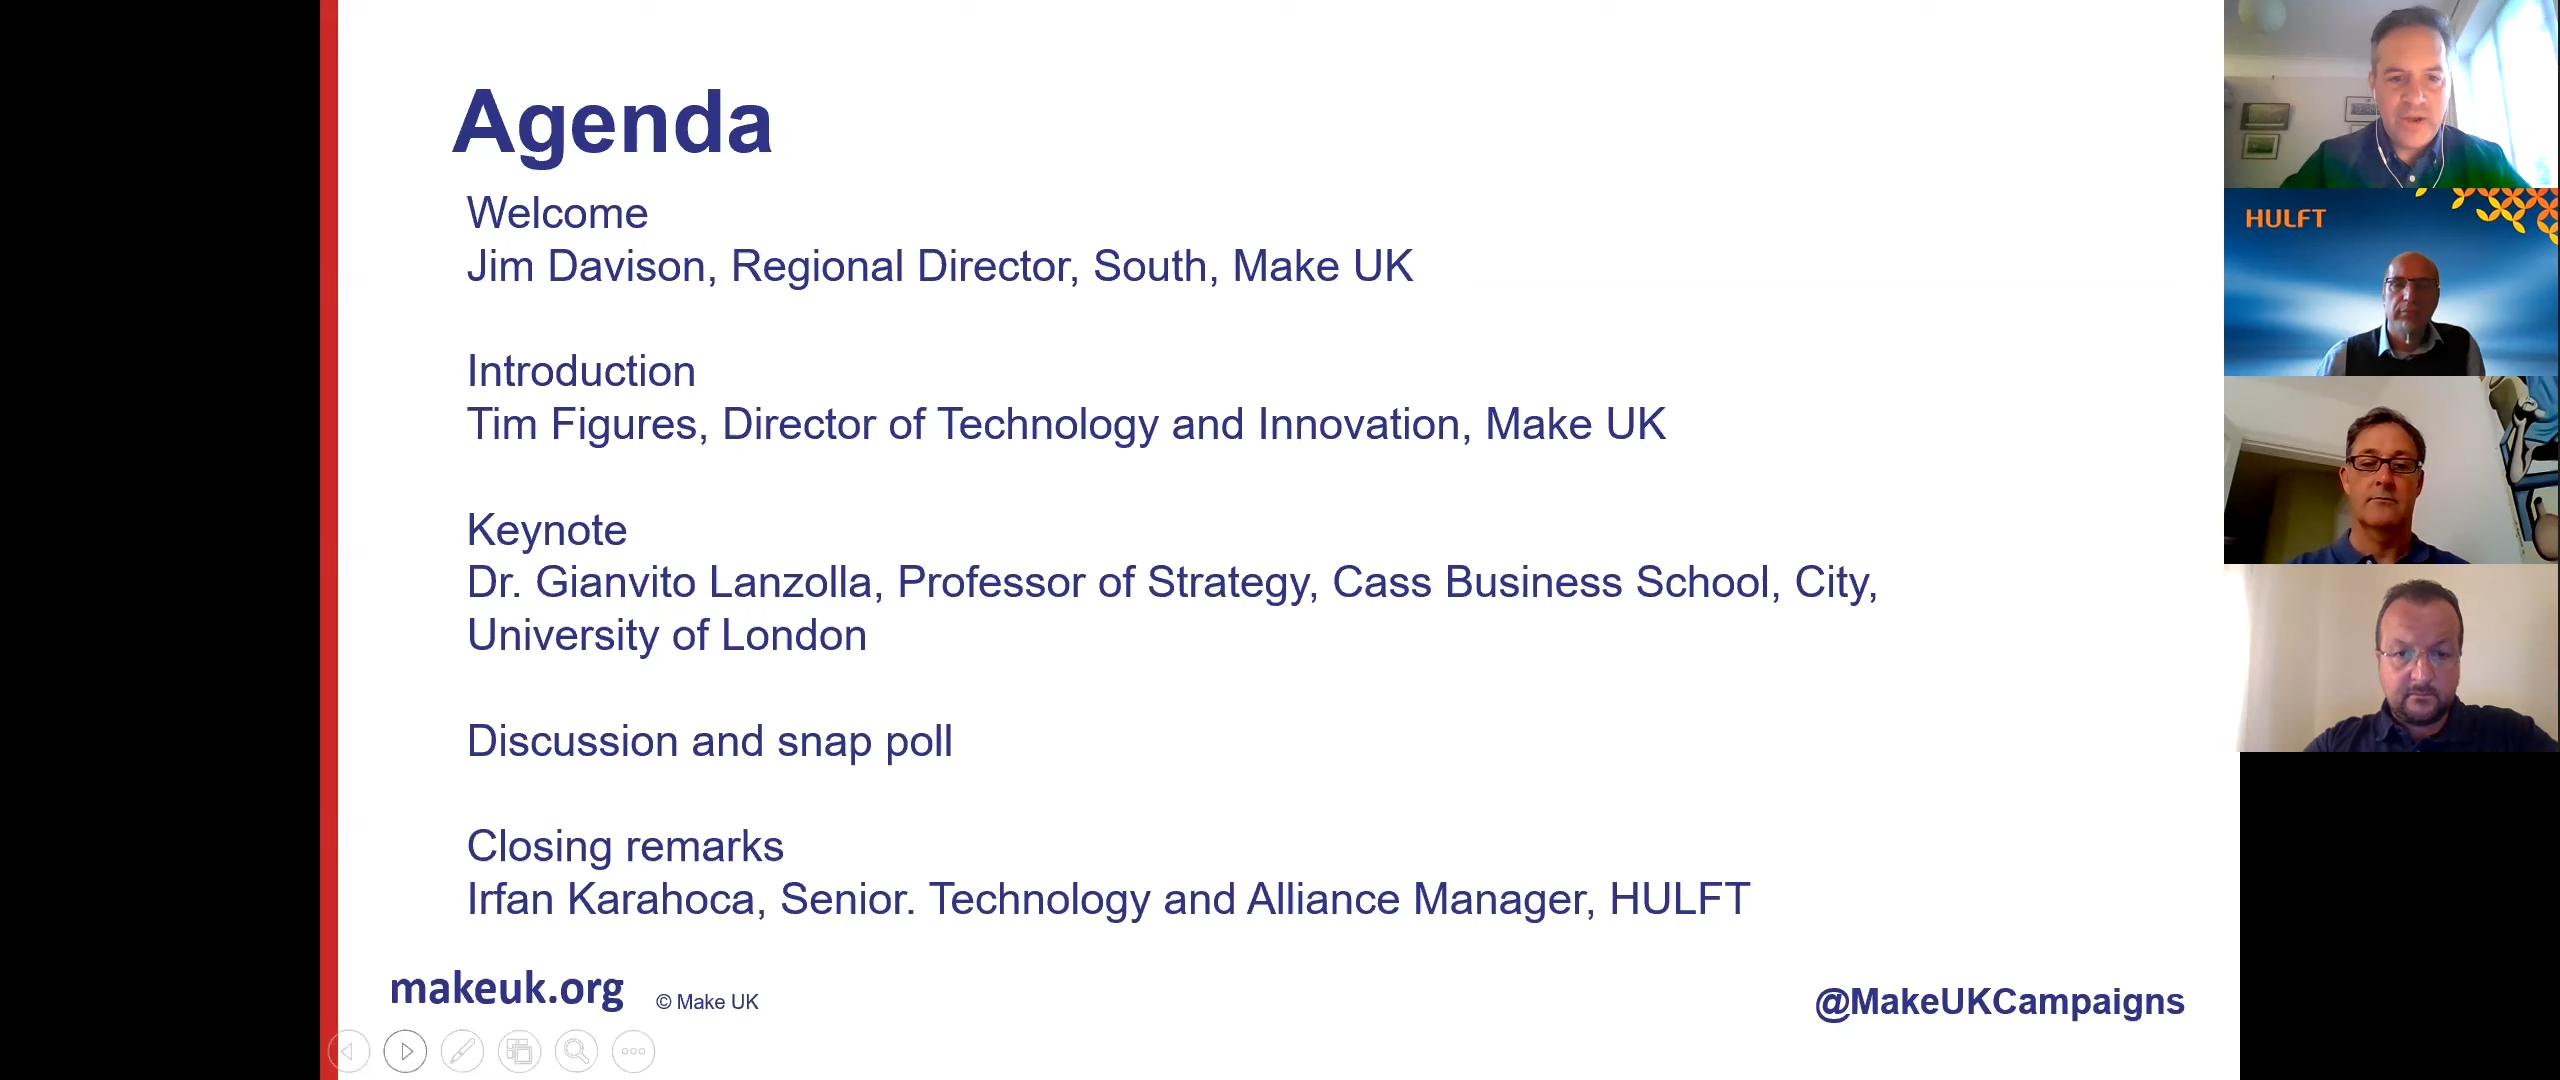 Agenda
Welcome
Jim Davison, Regional Director, South, Make UK
Introduction
Tim Figures, Director of Technology and Innovation, Make UK
Keynote
Dr. Gianvito Lanzolla, Professor of Strategy, Cass Business School, City,
University of London
Discussion and snap poll
Closing remarks
Irfan Karahoca, Senior. Technology and Alliance Manager, HULFT
makeuk.org
© Make UK
@MakeUKCampaigns
HULFT